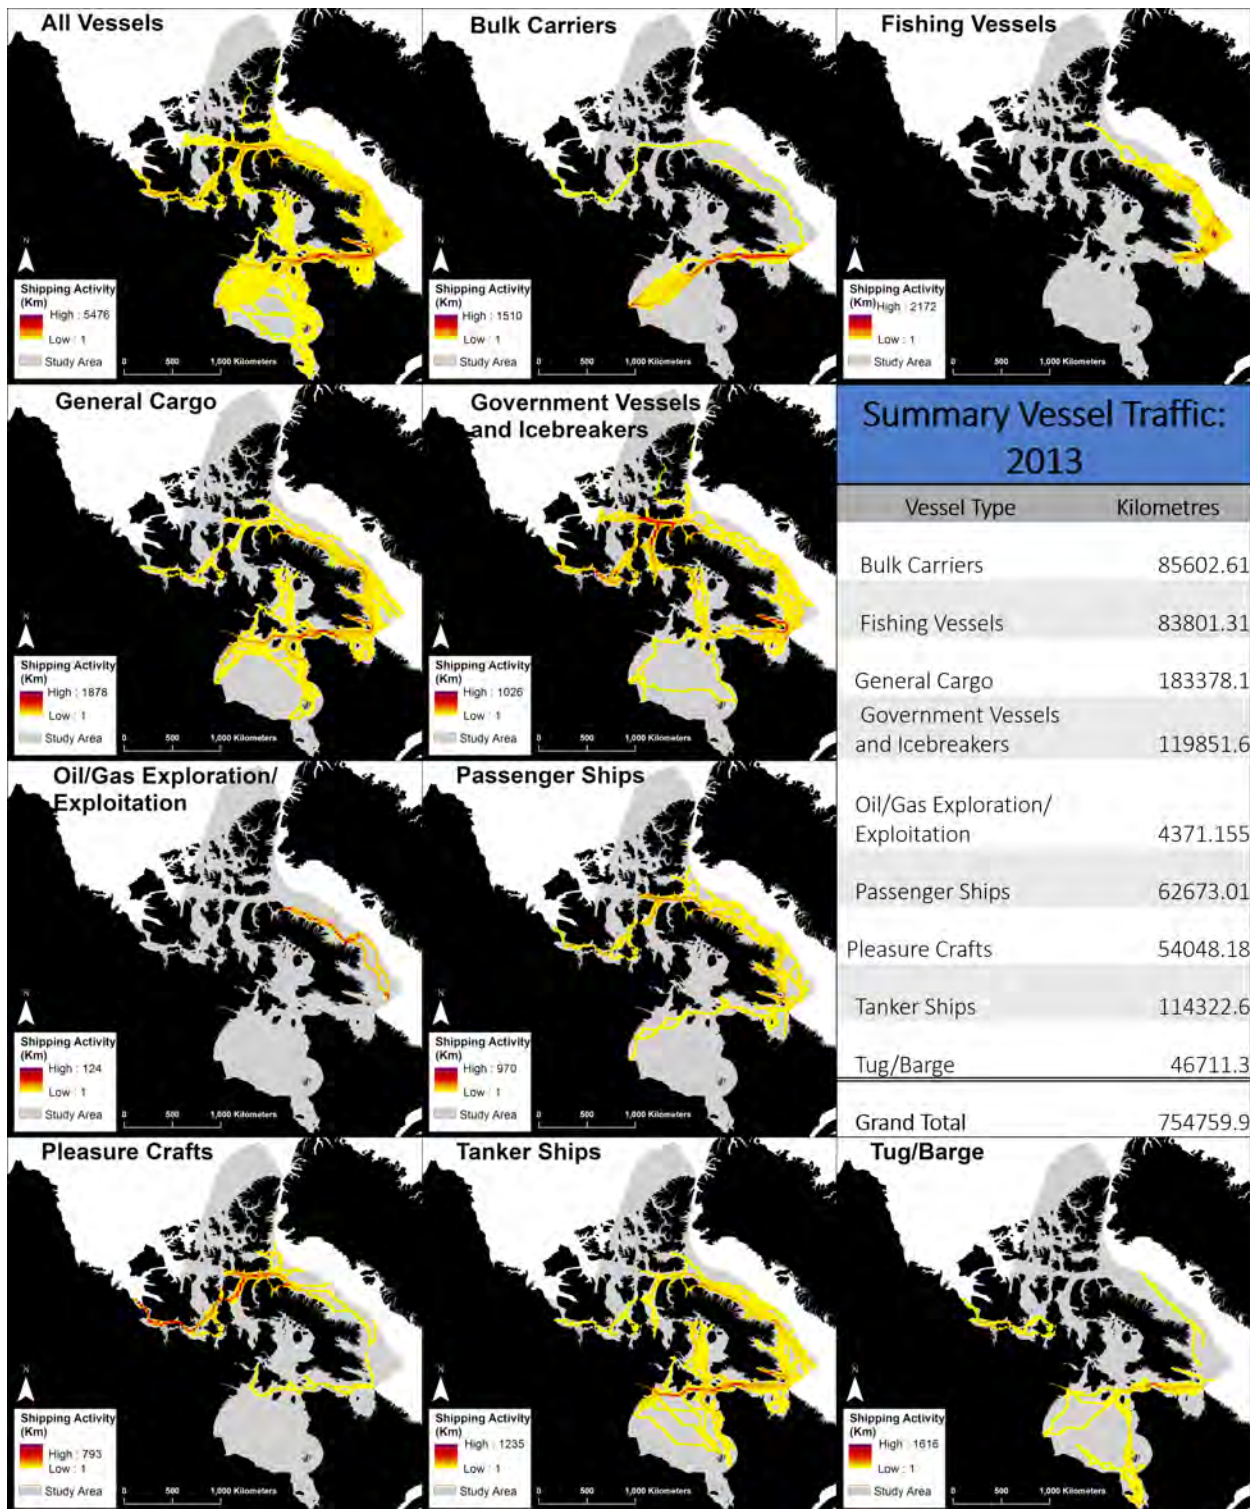 All Vessels
N
Shipping Activity
(Km)
High : 5476
Low : 1
Study Area
0 500 1,000 Kilometers
Bulk Carriers
N
Shipping Activity
(Km)
High : 1510
Low : 1
Study Area
0 500 1,000 Kilometers
Fishing Vessels
N
Shipping Activity
(Km) High : 2172
Low : 1
Study Area
0 500 1,000 Kilometers
General Cargo
N
Shipping Activity
(Km)
High : 1878
Low : 1
Study Area
0 500 1,000 Kilometers
Government Vessels
and Icebreakers
N
Shipping Activity
(Km)
High : 1026
Low : 1
Study Area
0 500 1,000 Kilometers
Summary Vessel Traffic:
2013
Vessel Type Kilometres
Bulk Carriers 85602.61
Fishing Vessels 83801.31
General Cargo 183378.1
Government Vessels
and Icebreakers 119851.6
Oil/Gas Exploration/
Exploitation 4371.155
Passenger Ships 62673.01
Pleasure Crafts 54048.18
Tanker Ships 114322.6
Tug/Barge 46711.3
Grand Total 754759.9
Oil/Gas Exploration/
Exploitation
N
Shipping Activity
(Km)
High : 124
Low : 1
Study Area
0 500 1,000 Kilometers
Passenger Ships
N
Shipping Activity
(Km)
High : 970
Low : 1
Study Area
0 500 1,000 Kilometers
Pleasure Crafts
N
Shipping Activity
(Km)
High : 793
Low : 1
Study Area
0 500 1,000 Kilometers
Tanker Ships
N
Shipping Activity
(Km)
High : 1235
Low : 1
Study Area
0 500 1,000 Kilometers
Tug/Barge
N
Shipping Activity
(Km)
High : 1616
Low : 1
Study Area
0 500 1,000 Kilometers